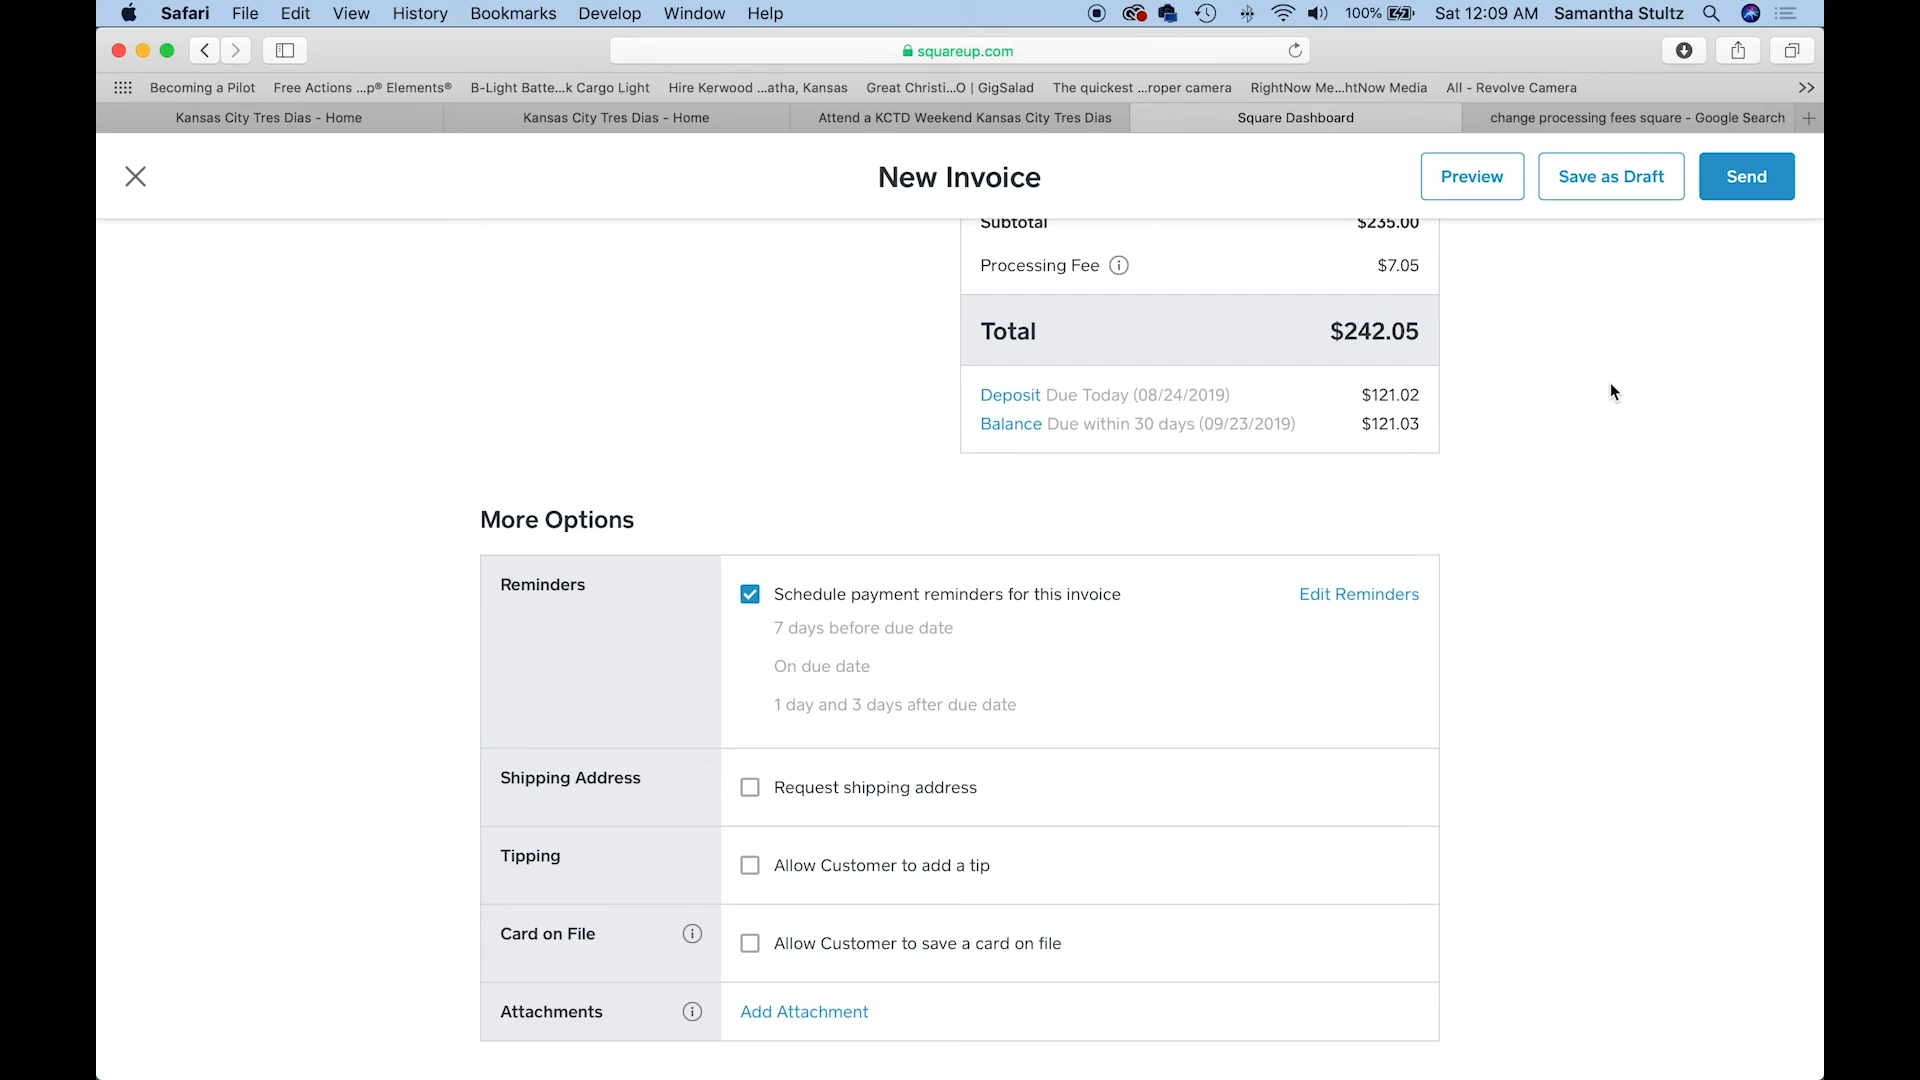 Safari File Edit View History Bookmarks Develop Window Help 100% Sat 12:09 AM Samantha Stultz
squareup.com
Becoming a Pilot Free Actions ...p® Elements® B-Light Batte...k Cargo Light Hire Kerwood ...atha, Kansas Great Christi...O | GigSalad The quickest ...roper camera RightNow Me...htNow Media All - Revolve Camera
Kansas City Tres Dias - Home Kansas City Tres Dias - Home Attend a KCTD Weekend Kansas City Tres Dias Square Dashboard change processing fees square - Google Search
New Invoice Preview Save as Draft Send
Subtotal $235.00
Processing Fee $7.05
Total $242.05
Deposit Due Today (08/24/2019) $121.02
Balance Due within 30 days (09/23/2019) $121.03
More Options
Reminders Schedule payment reminders for this invoice Edit Reminders
7 days before due date
On due date
1 day and 3 days after due date
Shipping Address Request shipping address
Tipping Allow Customer to add a tip
Card on File Allow Customer to save a card on file
Attachments Add Attachment